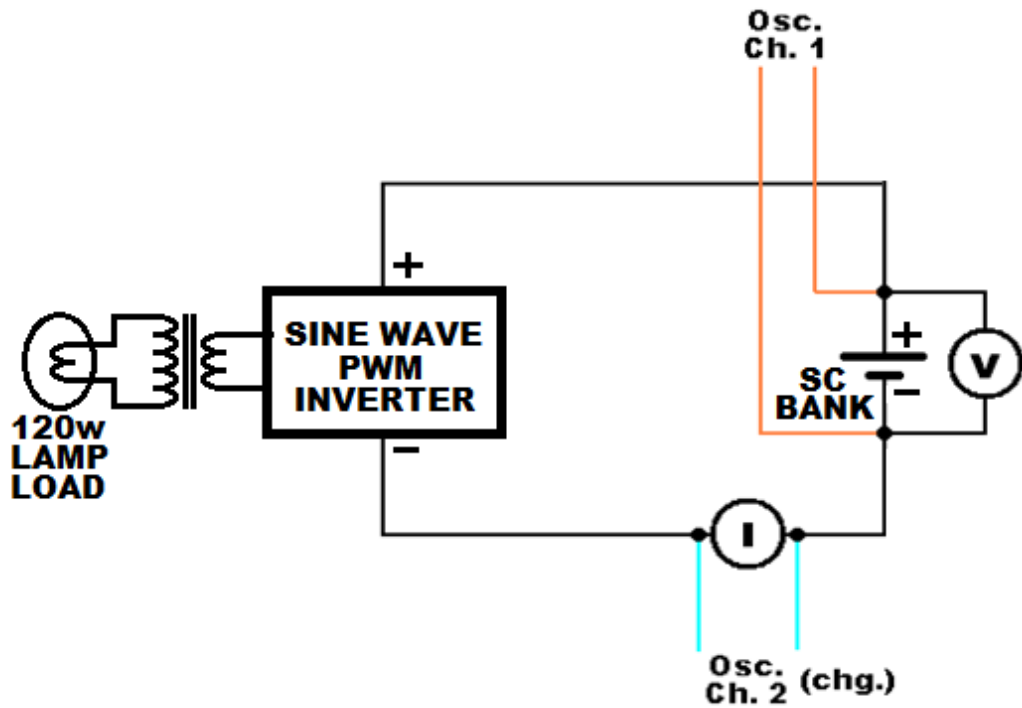 Osc.
Ch. 1
+
SINE WAVE
PWM
INVERTER
−
+
SC
BANK
−
V
120w
LAMP
LOAD
I
Osc.
Ch. 2 (chg.)